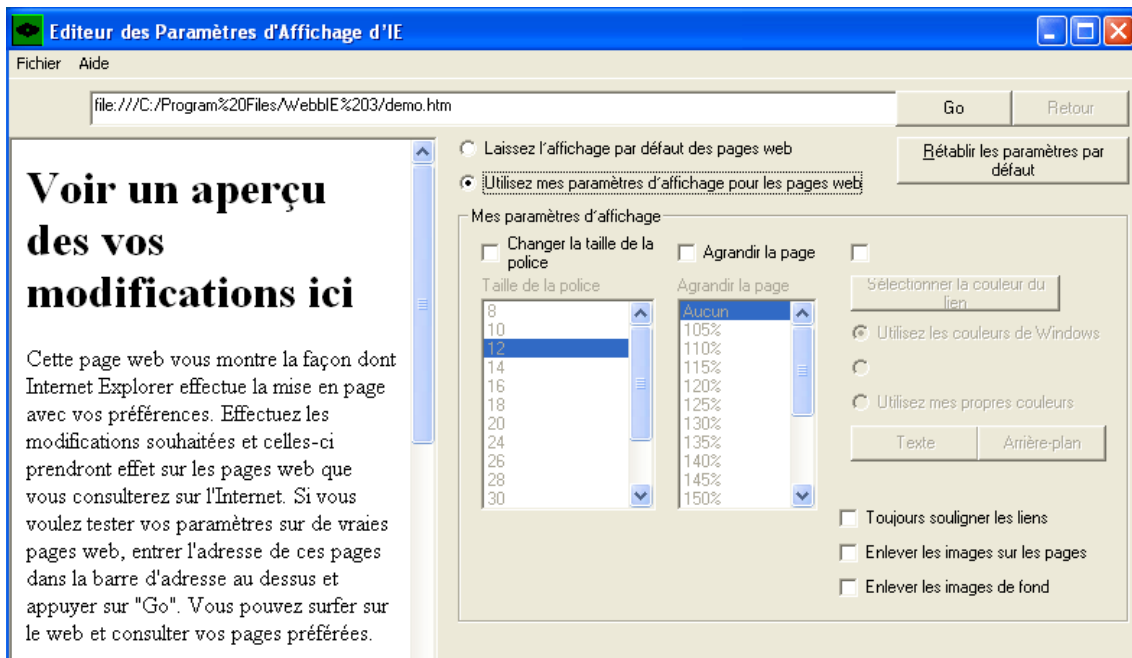 Editeur des Paramètres d'Affichage d'IE
Fichier Aide
file:///C:/Program%20Files/WebbIE%203/demo.htm
Go
Retour
Voir un aperçu
des vos
modifications ici
Cette page web vous montre la façon dont
Internet Explorer effectue la mise en page
avec vos préférences. Effectuez les
modifications souhaitées et celles-ci
prendront effet sur les pages web que
vous consulterez sur l'Internet. Si vous
voulez tester vos paramètres sur de vraies
pages web, entrer l'adresse de ces pages
dans la barre d'adresse au dessus et
appuyer sur "Go". Vous pouvez surfer sur
le web et consulter vos pages préférées.
Laissez l'affichage par défaut des pages web
Utilisez mes paramètres d'affichage pour les pages web
Rétablir les paramètres par
défaut
Mes paramètres d'affichage
Changer la taille de la
police
Taille de la police
8
10
12
14
16
18
20
24
26
28
30
Agrandir la page
Agrandir la page
Aucun
105%
110%
115%
120%
125%
130%
135%
140%
145%
150%
Sélectionner la couleur du
lien
Utilisez les couleurs de Windows
Utilisez mes propres couleurs
Texte
Arrière-plan
Toujours souligner les liens
Enlever les images sur les pages
Enlever les images de fond